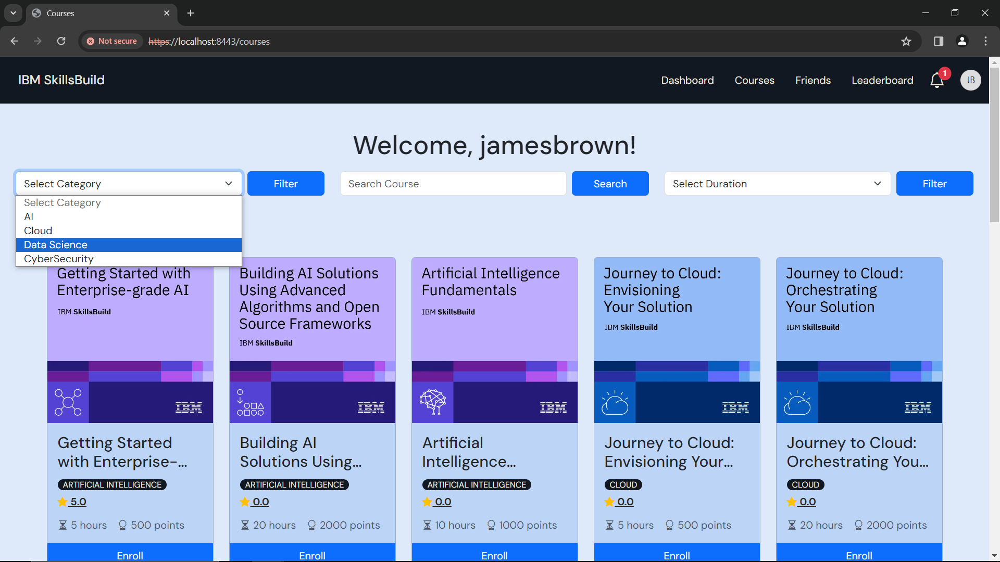 Courses
Not secure
https://localhost:8443/courses
IBM SkillsBuild
Dashboard
Courses
Friends
Leaderboard
1
JB
Welcome, jamesbrown!
Select Category
Filter
Search Course
Search
Select Duration
Filter
Select Category
AI
Cloud
Data Science
CyberSecurity
Getting Started with
Enterprise-grade AI
IBM SkillsBuild
IBM
Getting Started
with Enterprise-...
ARTIFICIAL INTELLIGENCE
5.0
5 hours
500 points
Enroll
Building AI Solutions
Using Advanced
Algorithms and Open
Source Frameworks
IBM SkillsBuild
IBM
Building AI
Solutions Using...
ARTIFICIAL INTELLIGENCE
0.0
20 hours
2000 points
Enroll
Artificial Intelligence
Fundamentals
IBM SkillsBuild
IBM
Artificial
Intelligence...
ARTIFICIAL INTELLIGENCE
0.0
10 hours
1000 points
Enroll
Journey to Cloud:
Envisioning
Your Solution
IBM SkillsBuild
IBM
Journey to Cloud:
Envisioning Your...
CLOUD
0.0
5 hours
500 points
Enroll
Journey to Cloud:
Orchestrating
Your Solution
IBM SkillsBuild
IBM
Journey to Cloud:
Orchestrating You...
CLOUD
0.0
20 hours
2000 points
Enroll